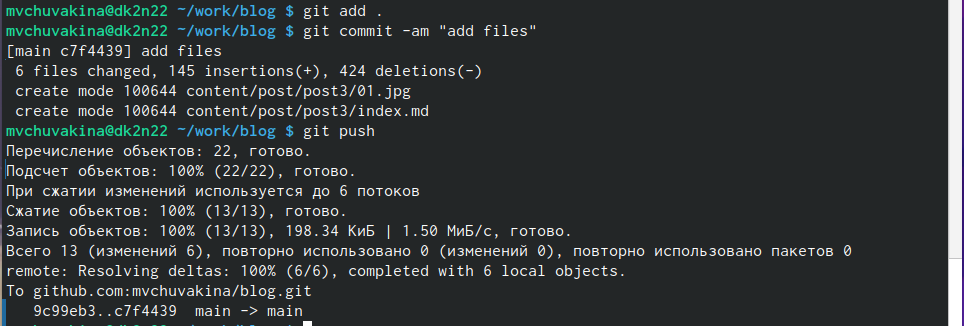 mvchuvakina@dk2n22 ~/work/blog $ git add .
mvchuvakina@dk2n22 ~/work/blog $ git commit -am "add files"
[main c7f4439] add files
 6 files changed, 145 insertions(+), 424 deletions(-)
 create mode 100644 content/post/post3/01.jpg
 create mode 100644 content/post/post3/index.md
mvchuvakina@dk2n22 ~/work/blog $ git push
Перечисление объектов: 22, готово.
Подсчет объектов: 100% (22/22), готово.
При сжатии изменений используется до 6 потоков
Сжатие объектов: 100% (13/13), готово.
Запись объектов: 100% (13/13), 198.34 КиБ | 1.50 МиБ/с, готово.
Всего 13 (изменений 6), повторно использовано 0 (изменений 0), повторно использовано пакетов 0
remote: Resolving deltas: 100% (6/6), completed with 6 local objects.
To github.com:mvchuvakina/blog.git
   9c99eb3..c7f4439  main -> main